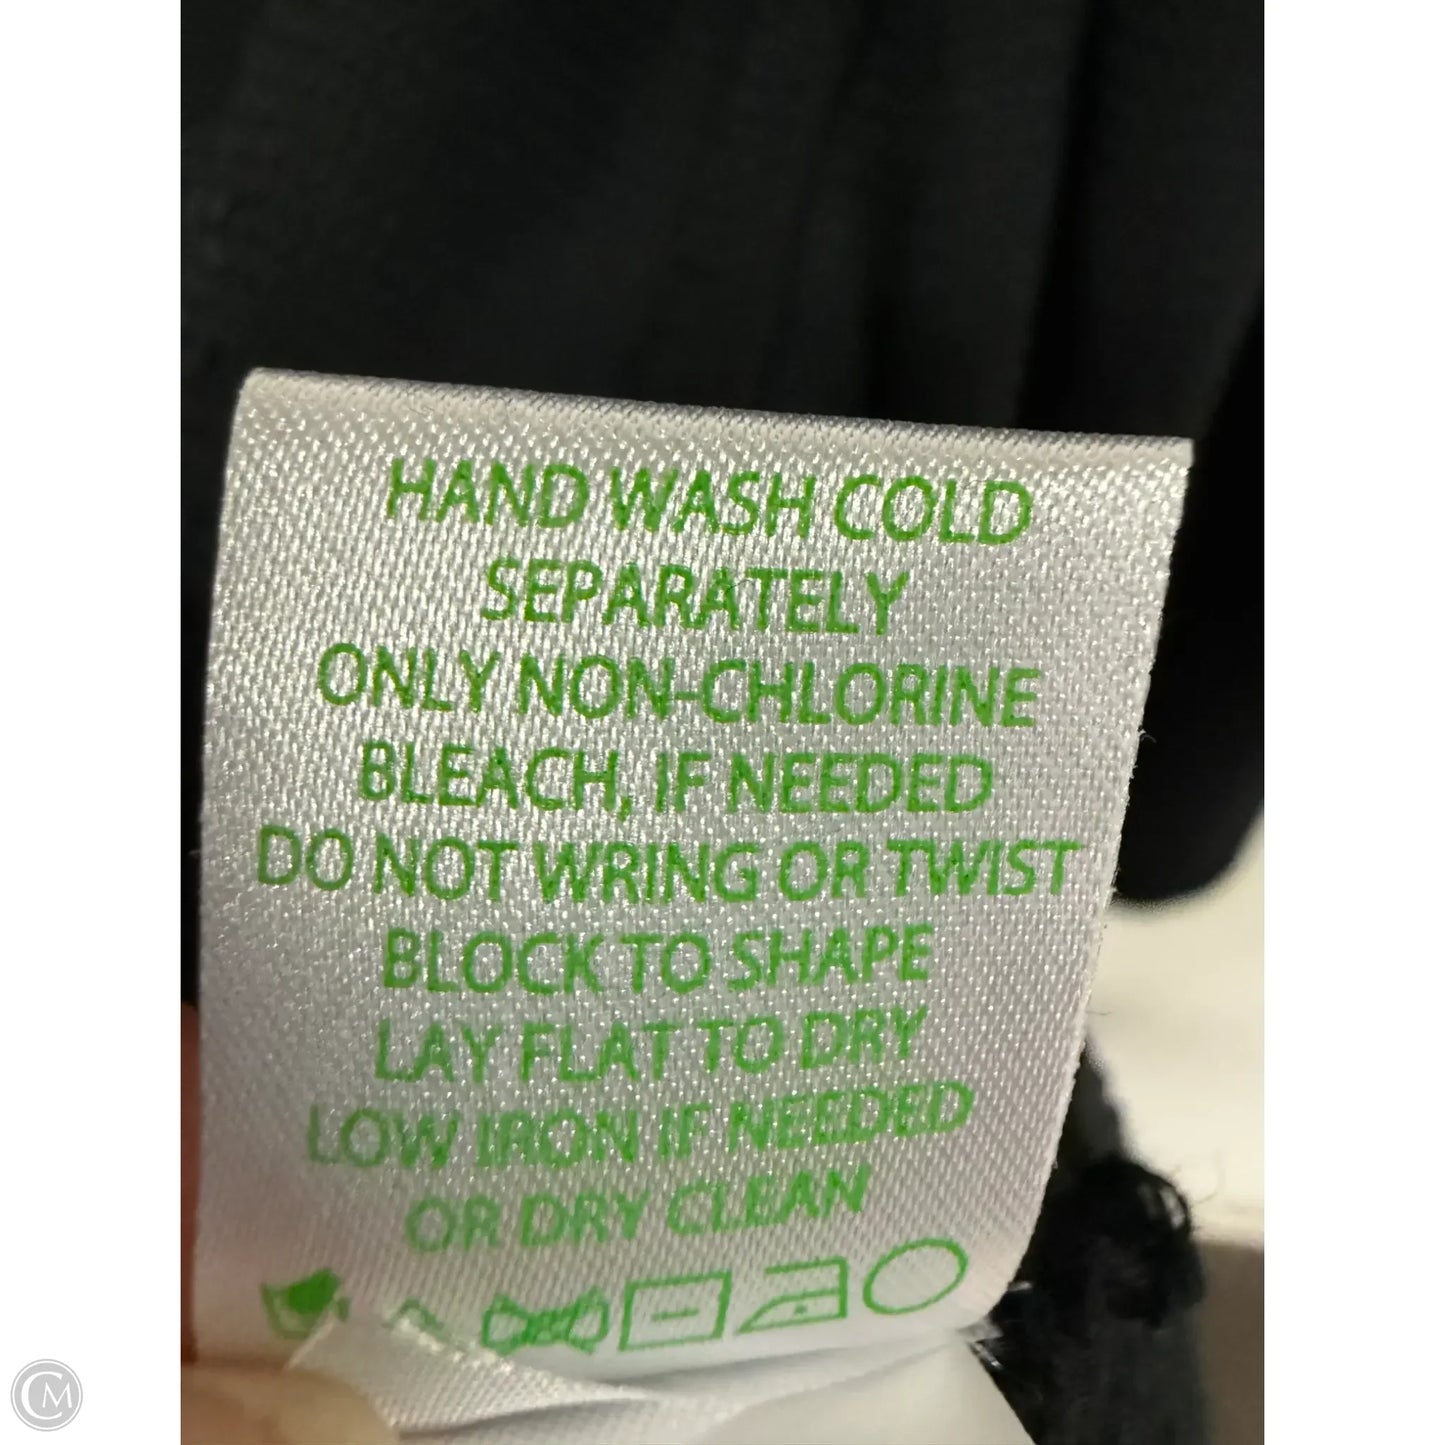 HAND WASH COLD
SEPARATELY
ONLY NON-CHLORINE
BLEACH, IF NEEDED
DO NOT WRING OR TWIST
BLOCK TO SHAPE
LAY FLAT TO DRY
LOW IRON IF NEEDED
OR DRY CLEAN
CM